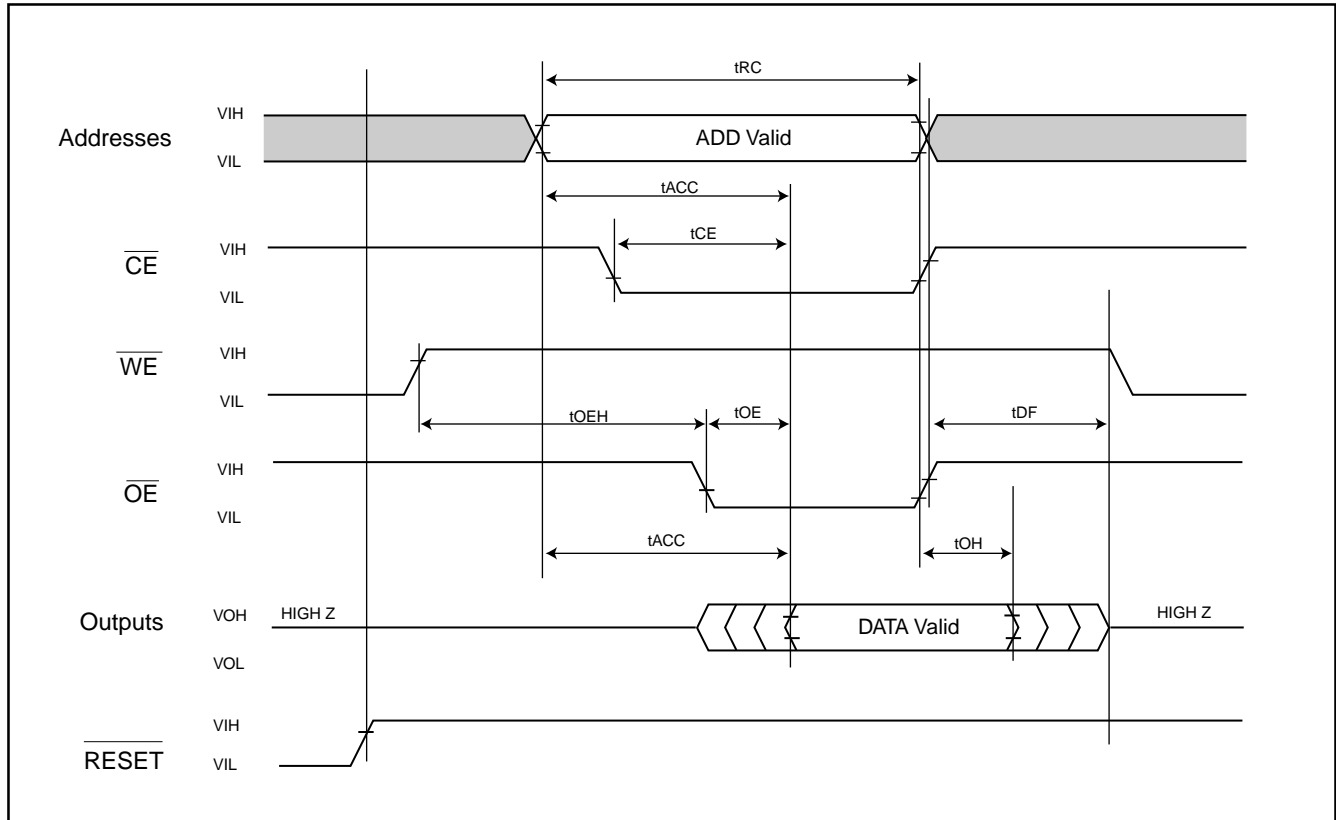 tRC
VIH
Addresses
ADD Valid
VIL
tACC
tCE
VIH
CE
VIL
VIH
WE
VIL
tOEH
tOE
tDF
VIH
OE
VIL
tACC
tOH
VOH
HIGH Z
Outputs
DATA Valid
HIGH Z
VOL
VIH
RESET
VIL